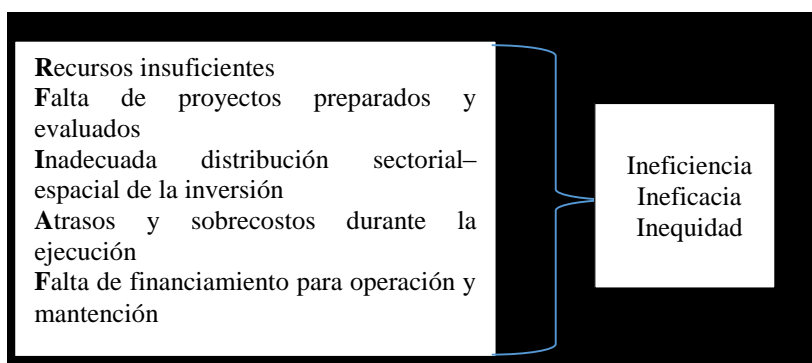 Recursos insuficientes
Falta de proyectos preparados y
evaluados
Inadecuada distribución sectorial–
espacial de la inversión
Atrasos y sobrecostos durante la
ejecución
Falta de financiamiento para operación y
mantención
Ineficiencia
Ineficacia
Inequidad